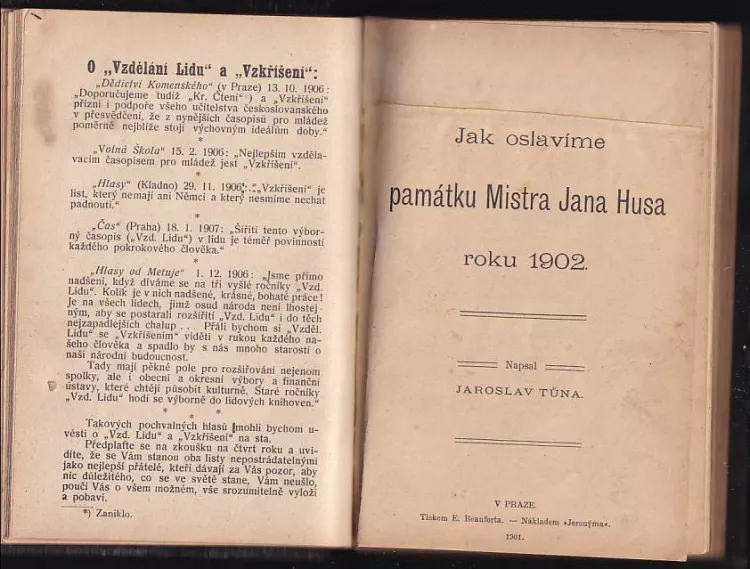 O „Vzdělání Lidu“ a „Vzkříšení“:
„Dědictví Komenského“ (v Praze) 13. 10. 1906:
„Doporučujeme tudíž „Kr. Čtení“*) a „Vzkříšení“
přízni i podpoře všeho učitelstva českoslovanského
v přesvědčení, že z nynějších časopisů pro mládež
poměrně nejblíže stojí výchovným ideálům doby.“
*
„Volná Škola“ 15. 2. 1906: „Nejlepším vzděla-
vacím časopisem pro mládež jest „Vzkříšení“.
*
„Hlasy“ (Kladno) 29. 11. 1906: „„Vzkříšení“ je
list, který nemají ani Němci a který nesmíme nechat
padnouti.“
*
„Čas“ (Praha) 18. 1. 1907: „Šířiti tento výbor-
ný časopis („Vzd. Lidu“) v lidu je téměř povinností
každého pokrokového člověka.“
*
„Hlasy od Metuje“ 1. 12. 1906: „Jsme přímo
nadšeni, když díváme se na tři vyšlé ročníky „Vzd.
Lidu“. Kolik je v nich nadšené, krásné, bohaté práce!
Je na všech lidech, jimž osud národa není lhostej-
ným, aby se postarali rozšířiti „Vzd. Lidu“ i do těch
nejzapadlejších chalup . . . Přáli bychom si „Vzděl.
Lidu“ se „Vzkříšením“ viděti v rukou každého na-
šeho člověka a spadlo by s nás mnoho starostí o
naši národní budoucnost.
Tady mají pěkné pole pro rozšiřování nejenom
spolky, ale i obecní a okresní výbory a finanční
ústavy, které chtějí působit kulturně. Staré ročníky
„Vzd. Lidu“ hodí se výborně do lidových knihoven.“
* *
*
Takových pochvalných hlasů mohli bychom u-
vésti o „Vzd. Lidu“ a „Vzkříšení“ na sta.
Předplaťte se na zkoušku na čtvrt roku a uvi-
díte, že se Vám stanou oba listy nepostrádatelnými
jako nejlepší přátelé, kteří dávají za Vás pozor, aby
nic důležitého, co se ve světě stane, Vám neušlo,
poučí Vás o všem možném, vše srozumitelně vyloží
a pobaví.
*) Zaniklo.
Jak oslavíme
památku Mistra Jana Husa
roku 1902.
Napsal
JAROSLAV TŮNA.
V PRAZE.
Tiskem E. Beauforta. — Nákladem »Jeronýma«.
1901.